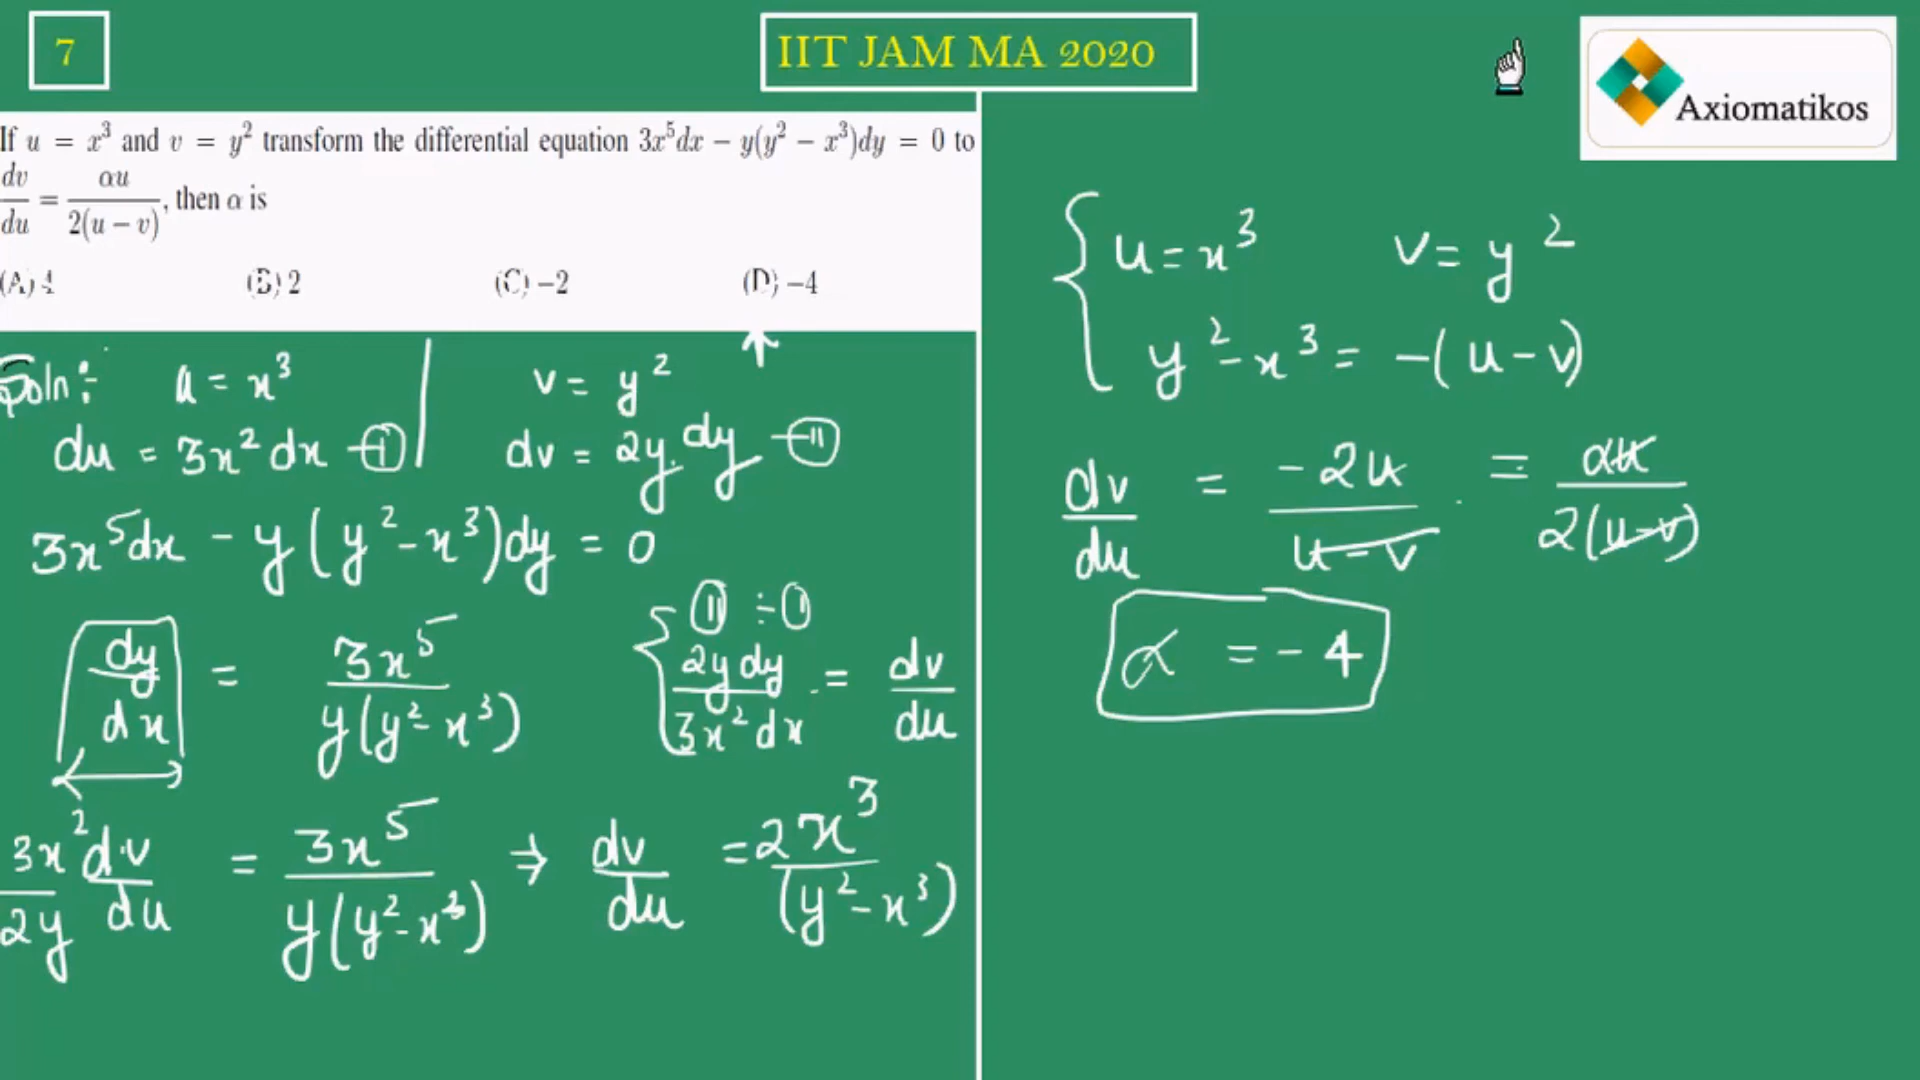 7
IIT JAM MA 2020
Axiomatikos
If u = x³ and v = y² transform the differential equation 3x⁵dx − y(y² − x³)dy = 0 to
dv/du = αu/2(u − v), then α is
(A) 4 (B) 2 (C) −2 (D) −4
Soln:- u = x³ v = y²
du = 3x² dx —(I) dv = 2y dy —(II)
3x⁵dx - y(y²-x³)dy = 0
(II) ÷ (I)
dy/dx = 3x⁵/y(y²-x³) { 2y dy/3x² dx = dv/du
3x²/2y dv/du = 3x⁵/y(y²-x³) ⇒ dv/du = 2x³/(y²-x³)
{ u = x³ v = y²
y²-x³ = -(u-v)
dv/du = -2u/u-v = αu/2(u-v)
α = -4